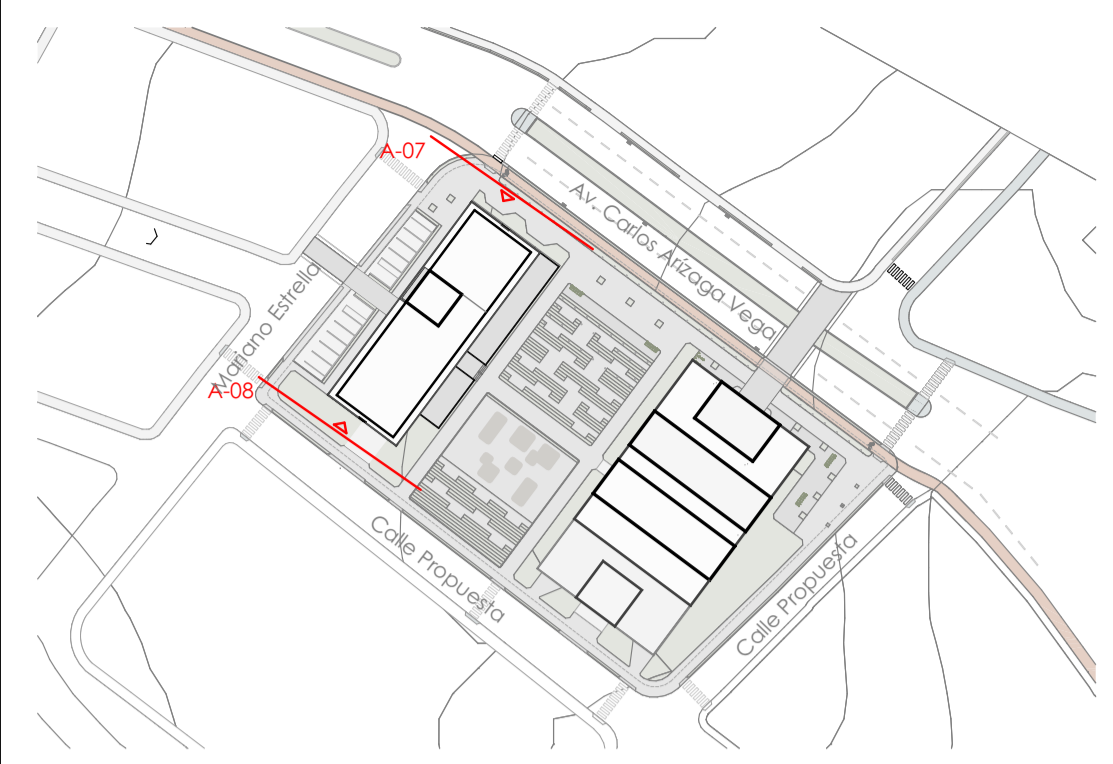 A-07
Av. Carlos Arízaga Vega
Mariano Estrella
A-08
Calle Propuesta
Calle Propuesta